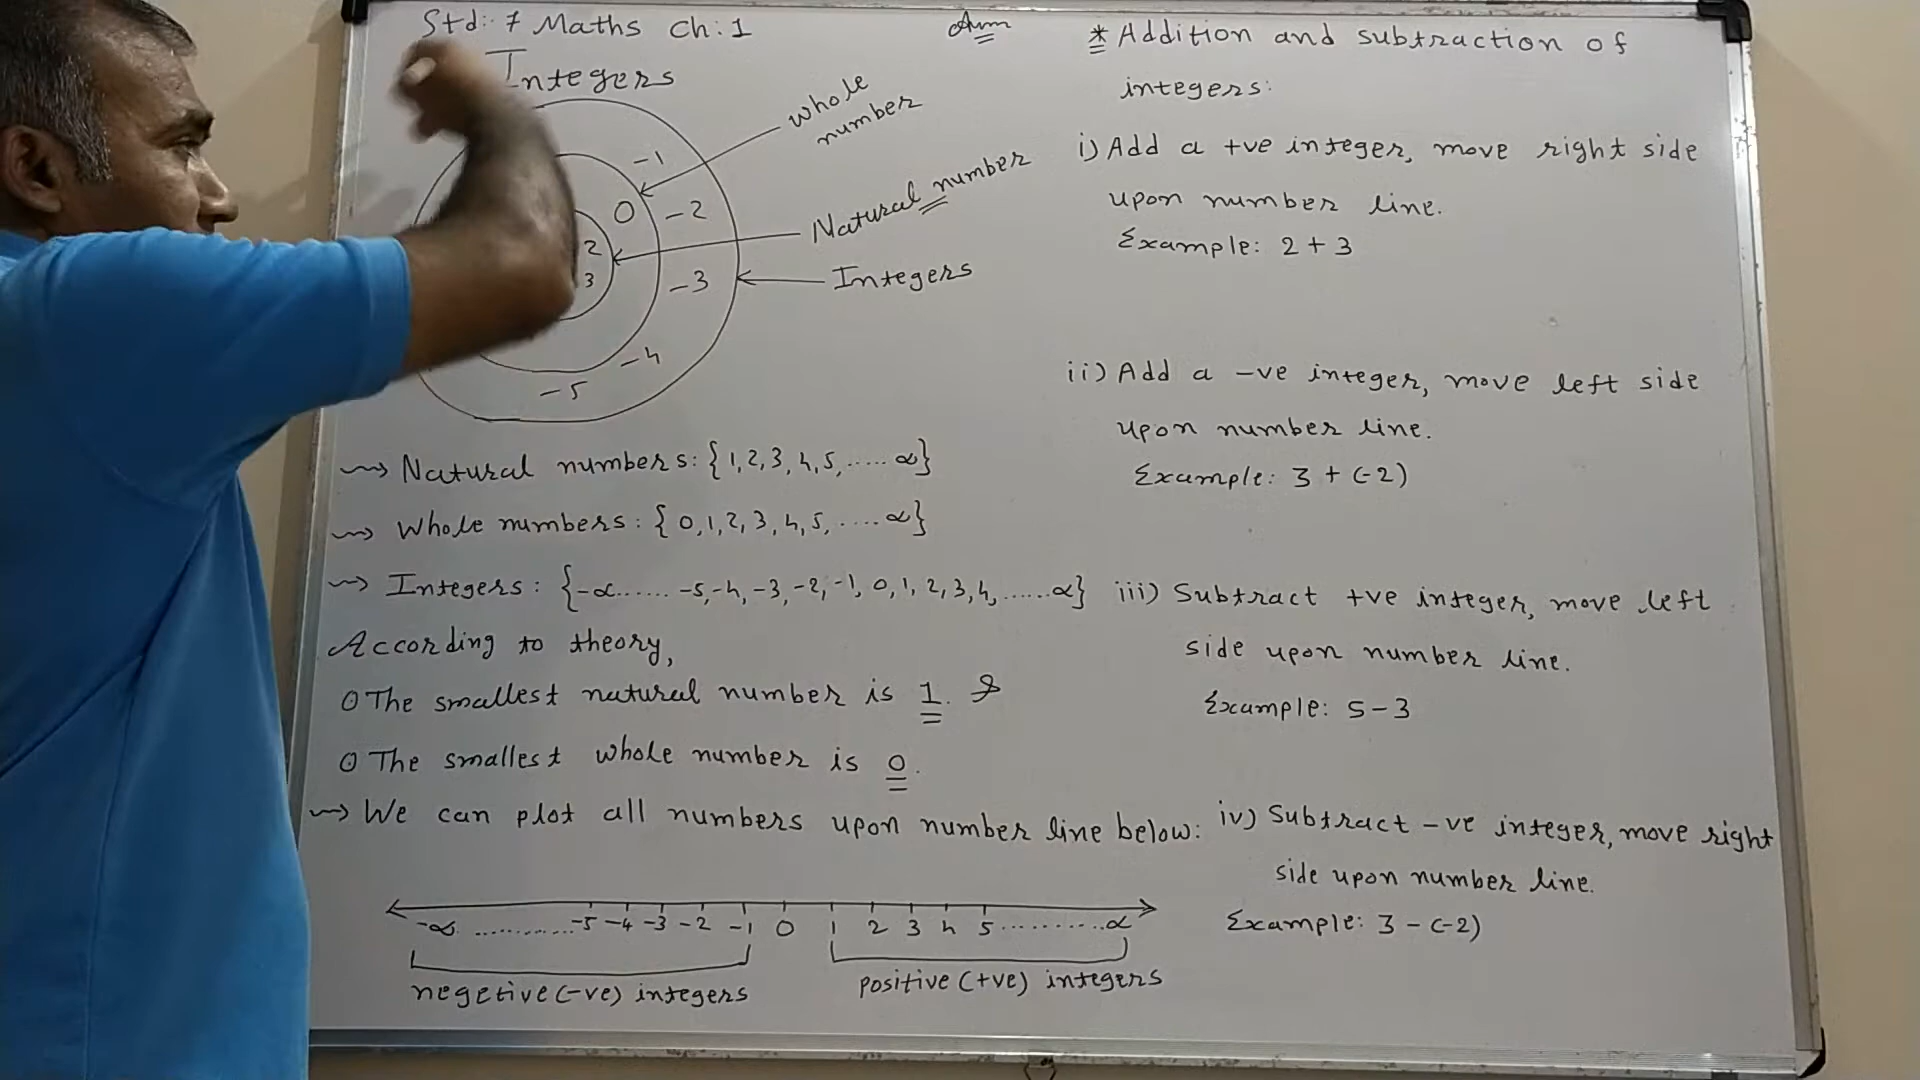 Std: 7 Maths Ch: 1
Integers
-1
0
-2
2
3
-3
-4
-5
whole
number
Natural number
Integers
⇝ Natural numbers: {1,2,3,4,5,.....∝}
⇝ Whole numbers: {0,1,2,3,4,5,.....∝}
⇝ Integers: {-∝...... -5,-4,-3,-2,-1,0,1,2,3,4,......∝}
According to theory,
O The smallest natural number is 1. &
O The smallest whole number is 0.
⇝ We can plot all numbers upon number line below:
-∝ ............ -5 -4 -3 -2 -1 0 1 2 3 4 5 .......... ∝
negetive (-ve) integers
positive (+ve) integers
* Addition and subtraction of
integers:
i) Add a +ve integer, move right side
upon number line.
Example: 2 + 3
ii) Add a -ve integer, move left side
upon number line.
Example: 3 + (-2)
iii) Subtract +ve integer, move left
side upon number line.
Example: 5 - 3
iv) Subtract -ve integer, move right
side upon number line.
Example: 3 - (-2)